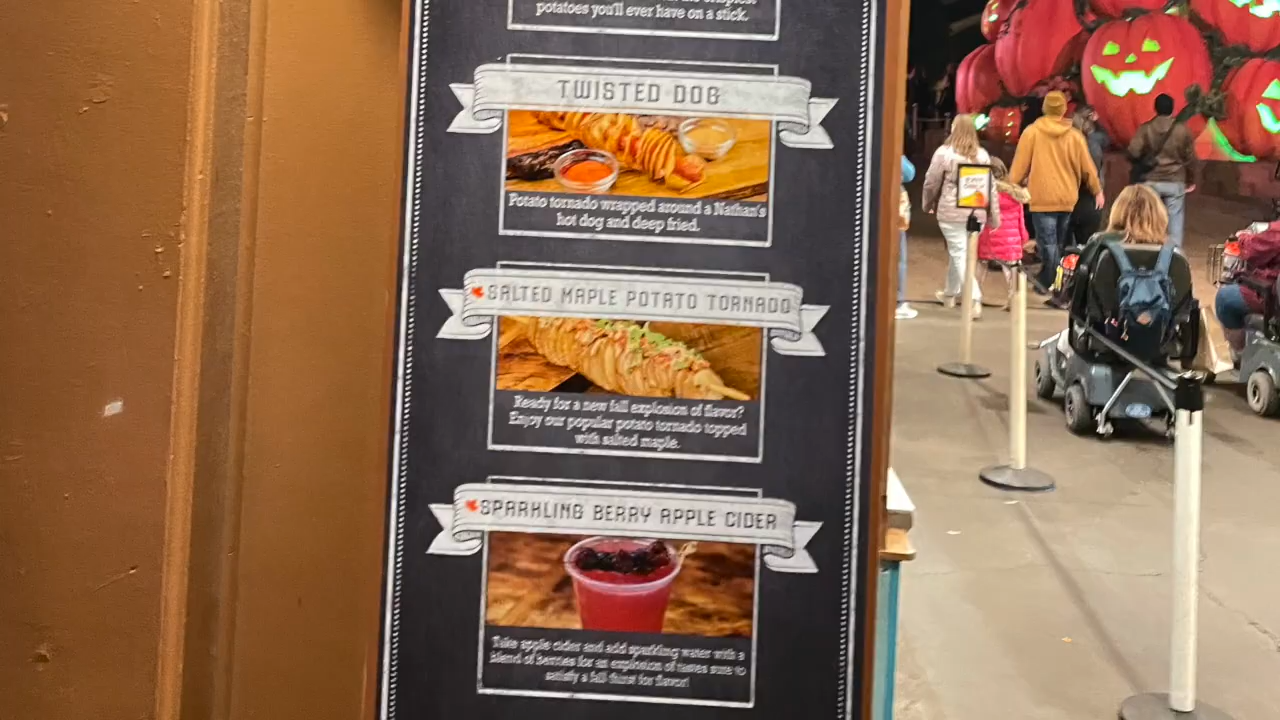 potatoes you'll ever have on a stick.
TWISTED DOG
Potato tornado wrapped around a Nathan's
hot dog and deep fried.
SALTED MAPLE POTATO TORNADO
Ready for a new fall explosion of flavor?
Enjoy our popular potato tornado topped
with salted maple.
SPARKLING BERRY APPLE CIDER
Take apple cider and add sparkling water with a
blend of berries for an explosion of tastes sure to
satisfy a fall thirst for flavor!